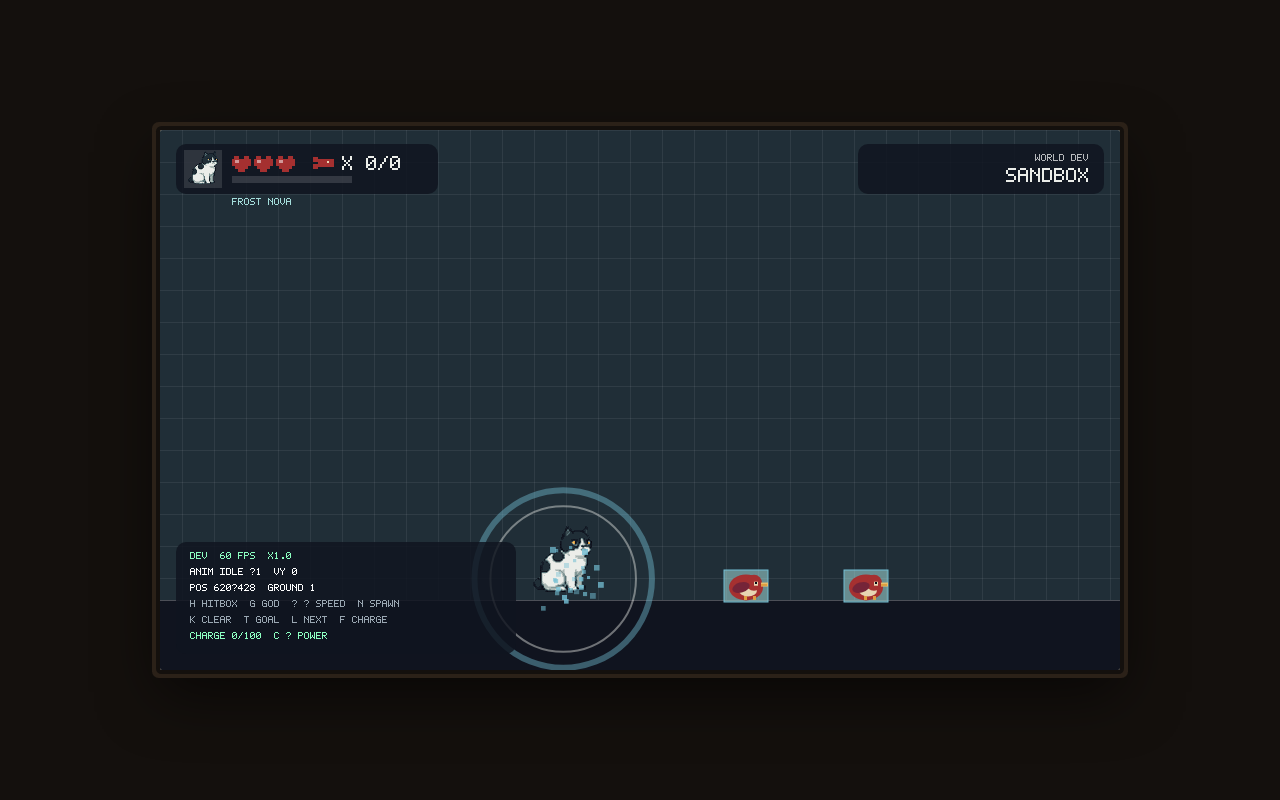 X 0/0
FROST NOVA
WORLD DEV
SANDBOX
DEV 60 FPS X1.0
ANIM IDLE ?1 VY 0
POS 620?428 GROUND 1
H HITBOX G GOD ? ? SPEED N SPAWN
K CLEAR T GOAL L NEXT F CHARGE
CHARGE 0/100 C ? POWER